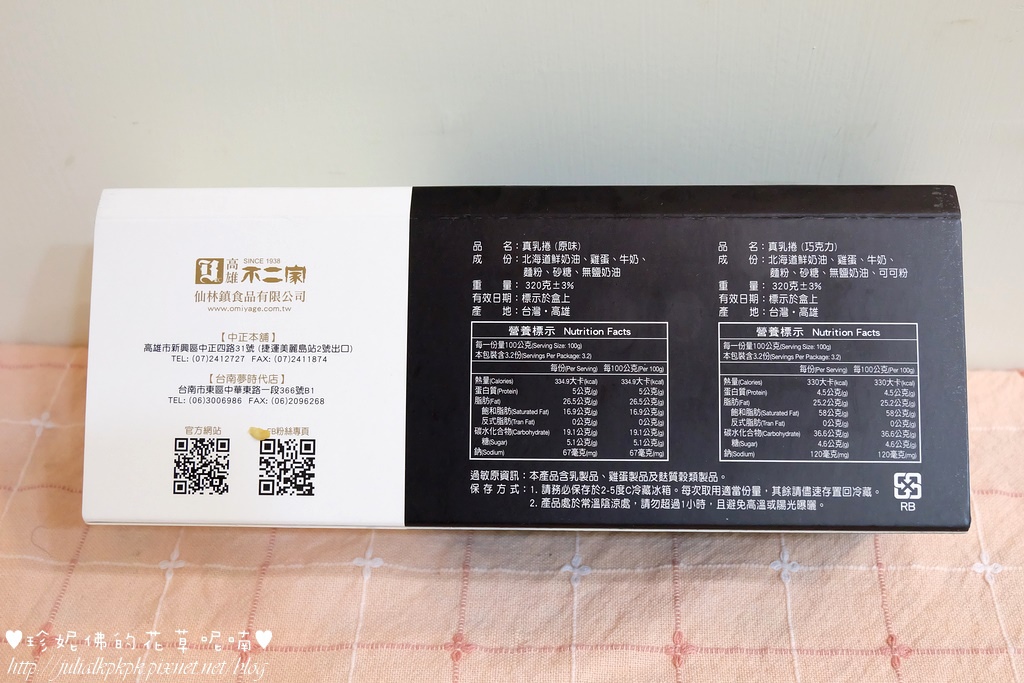 SINCE 1938
高雄不二家
仙林鎮食品有限公司
www.omiyage.com.tw
【中正本舖】
高雄市新興區中正四路31號 (捷運美麗島站2號出口)
TEL: (07)2412727 FAX: (07)2411874
【台南夢時代店】
台南市東區中華東路一段366號B1
TEL: (06)3006986 FAX: (06)2096268
官方網站
FB粉絲專頁
品 名：真乳捲 (原味)
成 份：北海道鮮奶油、雞蛋、牛奶、
麵粉、砂糖、無鹽奶油
重 量：320克±3%
有效日期：標示於盒上
產 地：台灣·高雄
營養標示 Nutrition Facts
每一份量100公克(Serving Size: 100g)
本包裝含3.2份(Servings Per Package: 3.2)
每份(Per Serving) 每100公克(Per 100g)
熱量(Calories) 334.9大卡(kcal) 334.9大卡(kcal)
蛋白質(Protein) 5公克(g) 5公克(g)
脂肪(Fat) 26.5公克(g) 26.5公克(g)
飽和脂肪(Saturated Fat) 16.9公克(g) 16.9公克(g)
反式脂肪(Tran Fat) 0公克(g) 0公克(g)
碳水化合物(Carbohydrate) 19.1公克(g) 19.1公克(g)
糖(Sugar) 5.1公克(g) 5.1公克(g)
鈉(Sodium) 67毫克(mg) 67毫克(mg)
品 名：真乳捲 (巧克力)
成 份：北海道鮮奶油、雞蛋、牛奶、
麵粉、砂糖、無鹽奶油、可可粉
重 量：320克±3%
有效日期：標示於盒上
產 地：台灣·高雄
營養標示 Nutrition Facts
每一份量100公克(Serving Size: 100g)
本包裝含3.2份(Servings Per Package: 3.2)
每份(Per Serving) 每100公克(Per 100g)
熱量(Calories) 330大卡(kcal) 330大卡(kcal)
蛋白質(Protein) 4.5公克(g) 4.5公克(g)
脂肪(Fat) 25.2公克(g) 25.2公克(g)
飽和脂肪(Saturated Fat) 58公克(g) 58公克(g)
反式脂肪(Tran Fat) 0公克(g) 0公克(g)
碳水化合物(Carbohydrate) 36.6公克(g) 36.6公克(g)
糖(Sugar) 4.6公克(g) 4.6公克(g)
鈉(Sodium) 120毫克(mg) 120毫克(mg)
過敏原資訊：本產品含乳製品、雞蛋製品及麩質穀類製品。
保存方式：1. 請務必保存於2-5度C冷藏冰箱。每次取用適當份量，其餘請儘速存置回冷藏。
2. 產品處於常溫陰涼處，請勿超過1小時，且避免高溫或陽光曝曬。
RB
♥珍妮佛的花草呢喃♥
http://julialkpkpk.pixnet.net/blog